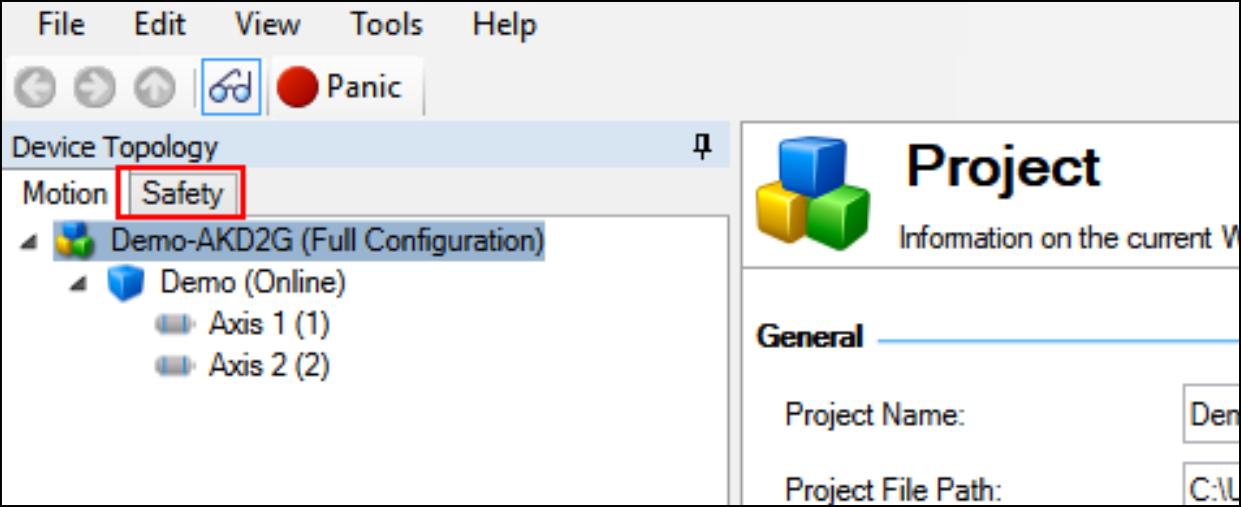 File Edit View Tools Help
Panic
Device Topology
Motion Safety
Demo-AKD2G (Full Configuration)
Demo (Online)
Axis 1 (1)
Axis 2 (2)
Project
Information on the current W
General
Project Name: Den
Project File Path: C:\U